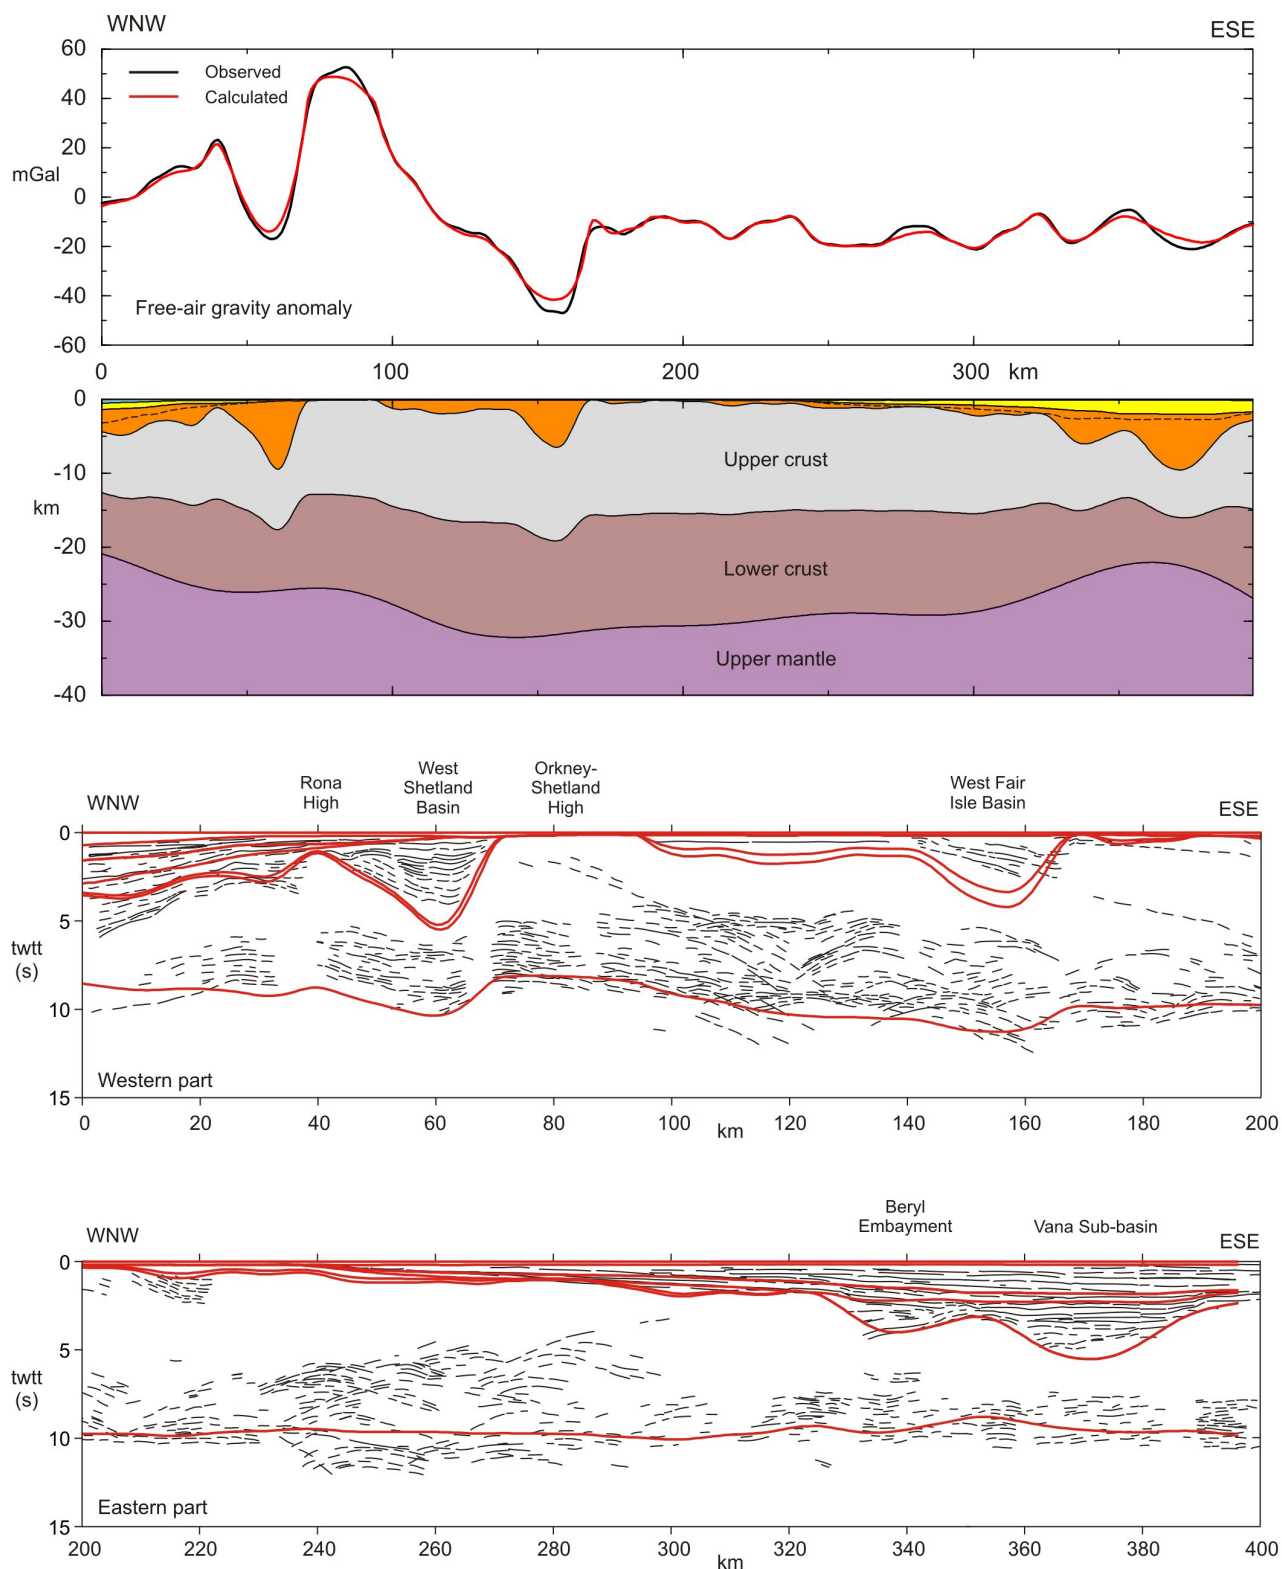 WNW
ESE
60
40
20
mGal
0
-20
-40
-60
Observed
Calculated
Free-air gravity anomaly
0
100
200
300
km
0
-10
km
-20
-30
-40
Upper crust
Lower crust
Upper mantle
WNW
Rona
High
West
Shetland
Basin
Orkney-
Shetland
High
West Fair
Isle Basin
ESE
0
5
twtt
(s)
10
15
Western part
0
20
40
60
80
100
km
120
140
160
180
200
WNW
Beryl
Embayment
Vana Sub-basin
ESE
0
5
twtt
(s)
10
15
Eastern part
200
220
240
260
280
300
km
320
340
360
380
400